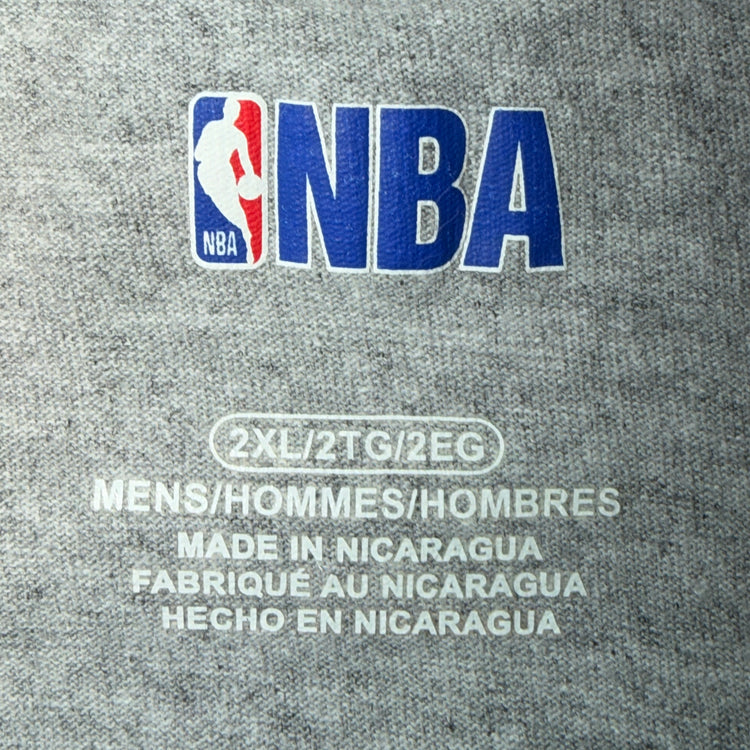 NBA
NBA
2XL/2TG/2EG
MENS/HOMMES/HOMBRES
MADE IN NICARAGUA
FABRIQUÉ AU NICARAGUA
HECHO EN NICARAGUA